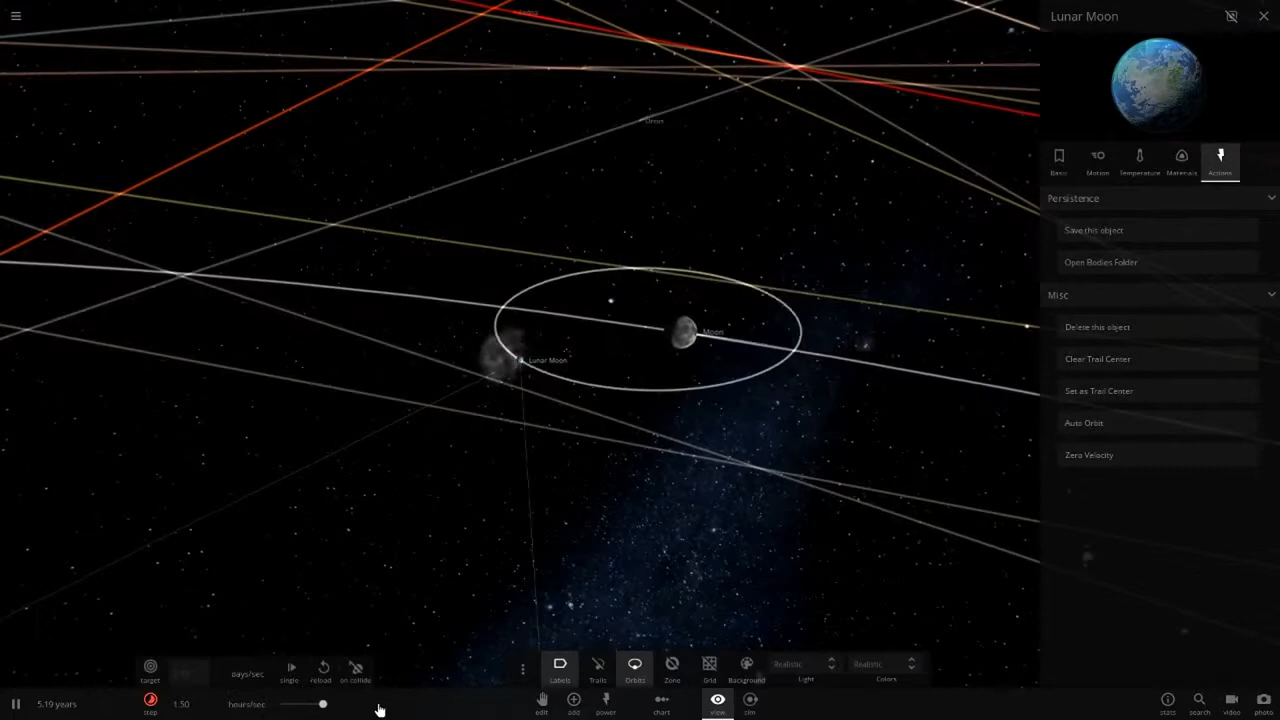 Lunar Moon
Basic
Motion
Temperature
Materials
Actions
Persistence
Save this object
Open Bodies Folder
Misc
Delete this object
Clear Trail Center
Set as Trail Center
Auto Orbit
Zero Velocity
Moon
Lunar Moon
target
days/sec
single
reload
on collide
Labels
Trails
Orbits
Zone
Grid
Background
Realistic
Light
Realistic
Colors
5.19 years
step
1.50
hours/sec
edit
add
power
chart
view
sim
stats
search
video
photo